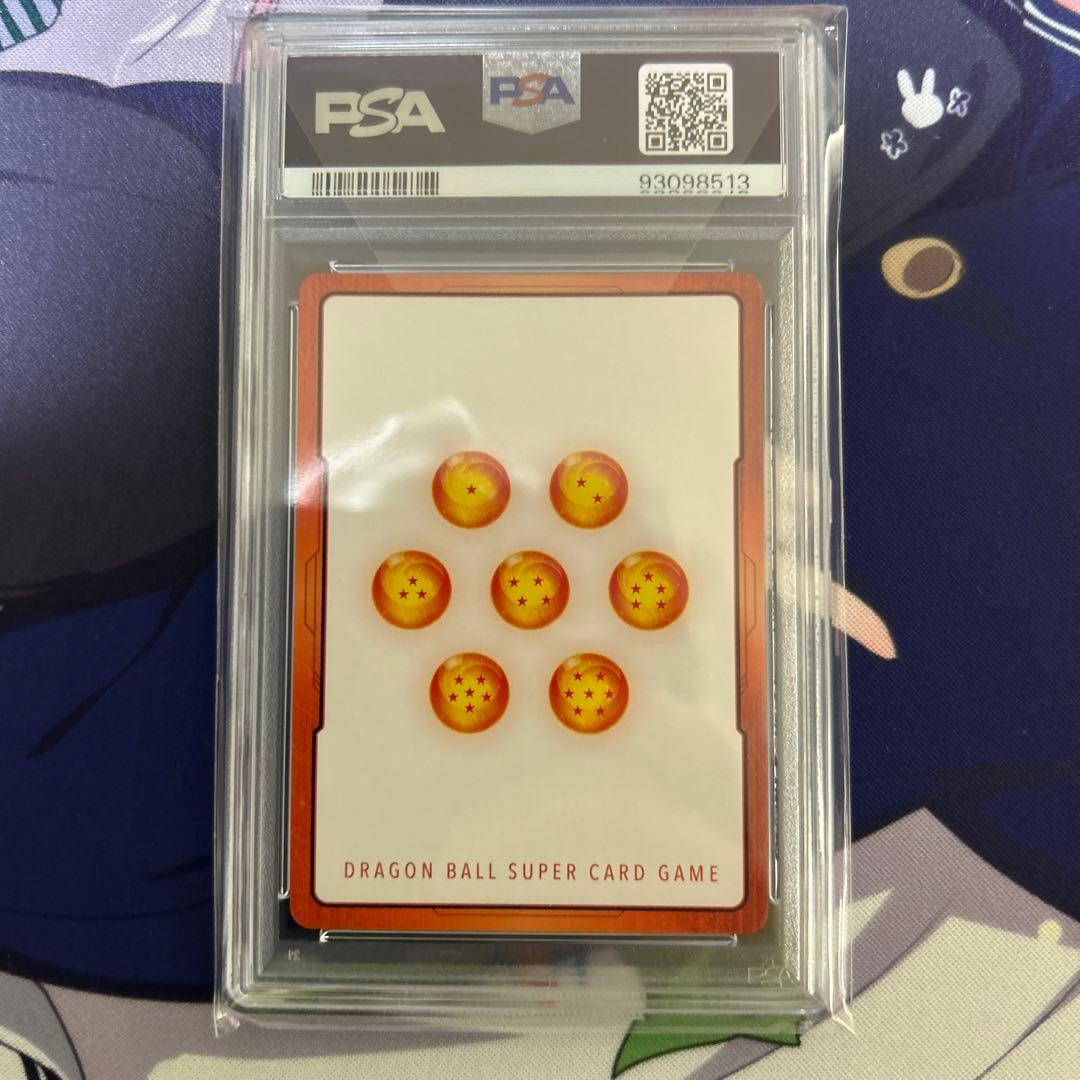 PSA
PSA
93098513
DRAGON BALL SUPER CARD GAME